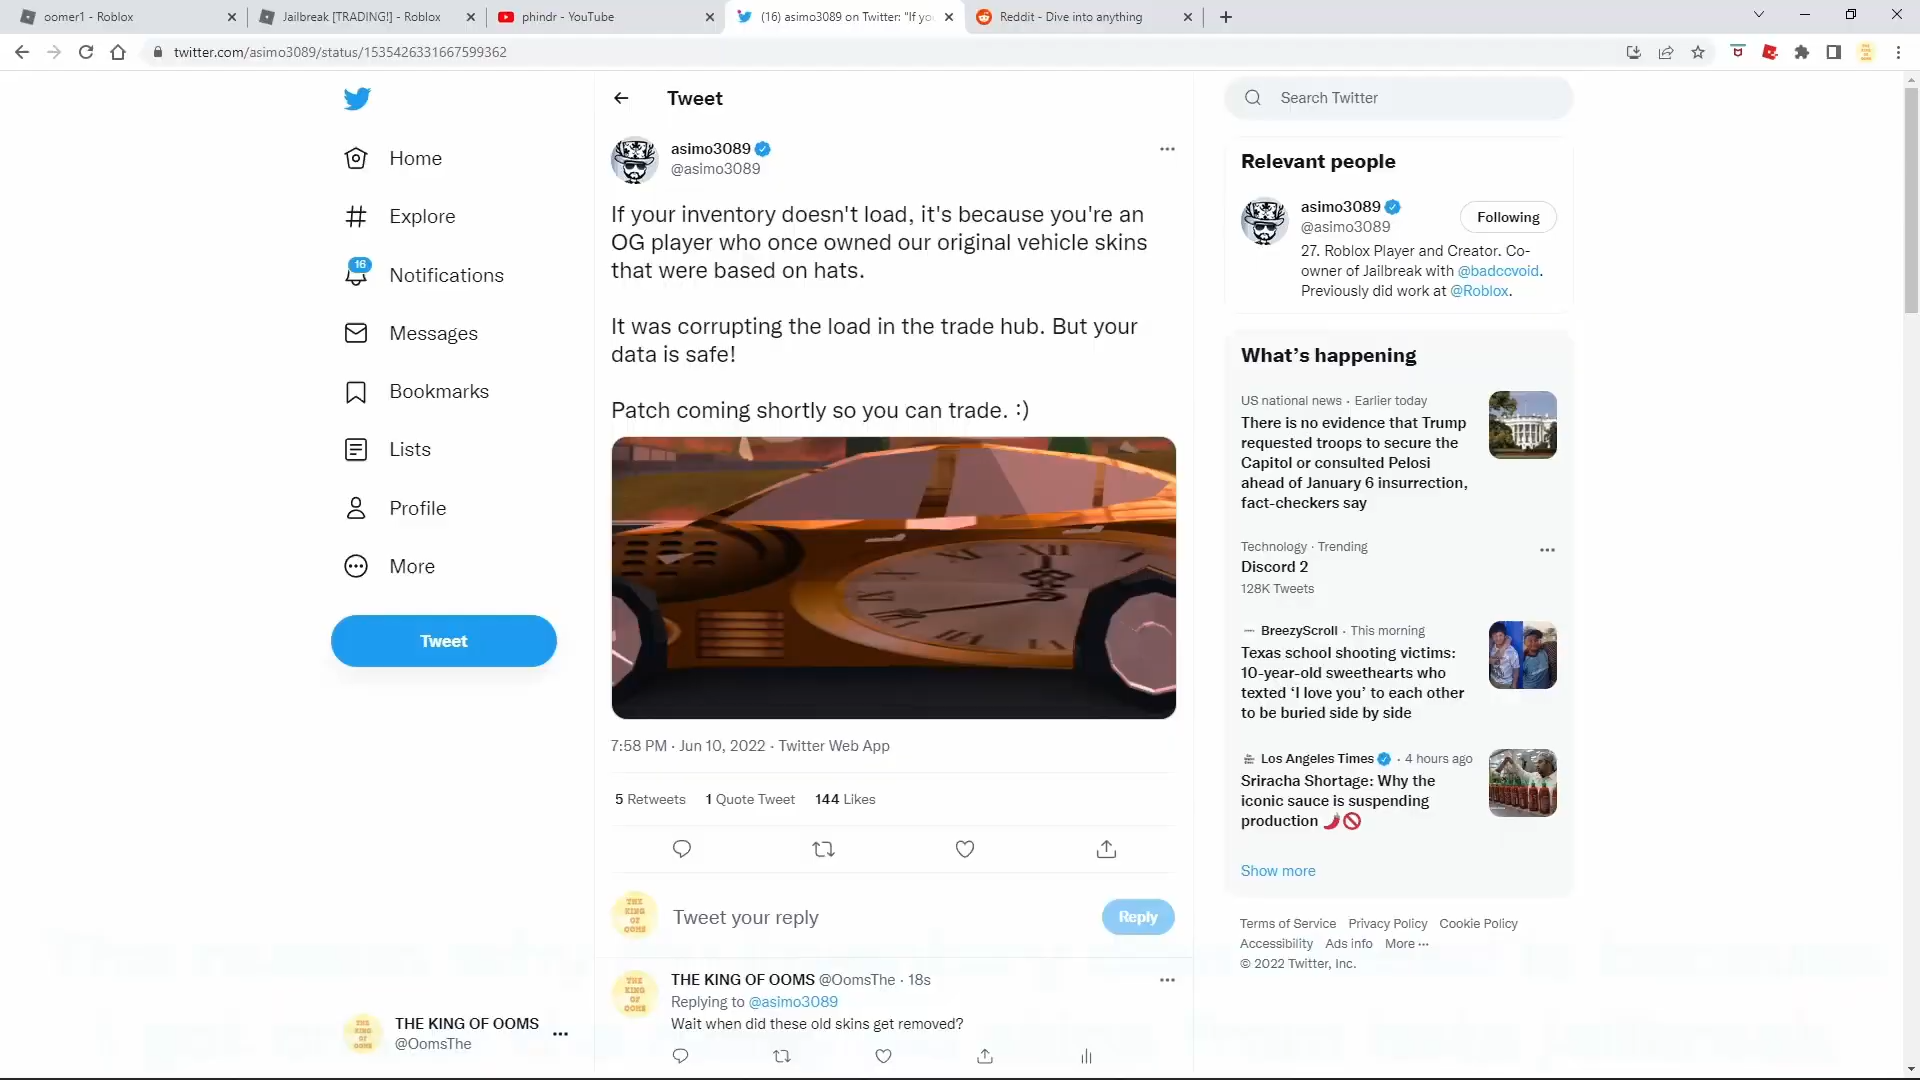 oomer1 - Roblox
Jailbreak [TRADING!] - Roblox
phindr - YouTube
(16) asimo3089 on Twitter: "If yo
Reddit - Dive into anything
twitter.com/asimo3089/status/1535426331667599362
Home
Explore
16
Notifications
Messages
Bookmarks
Lists
Profile
More
Tweet
THE KING OF OOMS
@OomsThe
Tweet
asimo3089
@asimo3089
If your inventory doesn't load, it's because you're an
OG player who once owned our original vehicle skins
that were based on hats.
It was corrupting the load in the trade hub. But your
data is safe!
Patch coming shortly so you can trade. :)
7:58 PM · Jun 10, 2022 · Twitter Web App
5 Retweets 1 Quote Tweet 144 Likes
THE
KING
OF
OOMS
Tweet your reply
Reply
THE KING OF OOMS @OomsThe · 18s
Replying to @asimo3089
Wait when did these old skins get removed?
Search Twitter
Relevant people
asimo3089
@asimo3089
Following
27. Roblox Player and Creator. Co-
owner of Jailbreak with @badccvoid.
Previously did work at @Roblox.
What's happening
US national news · Earlier today
There is no evidence that Trump
requested troops to secure the
Capitol or consulted Pelosi
ahead of January 6 insurrection,
fact-checkers say
Technology · Trending
Discord 2
128K Tweets
BreezyScroll · This morning
Texas school shooting victims:
10-year-old sweethearts who
texted ‘I love you’ to each other
to be buried side by side
Los Angeles Times · 4 hours ago
Sriracha Shortage: Why the
iconic sauce is suspending
production 🌶️🚫
Show more
Terms of Service Privacy Policy Cookie Policy
Accessibility Ads info More ···
© 2022 Twitter, Inc.